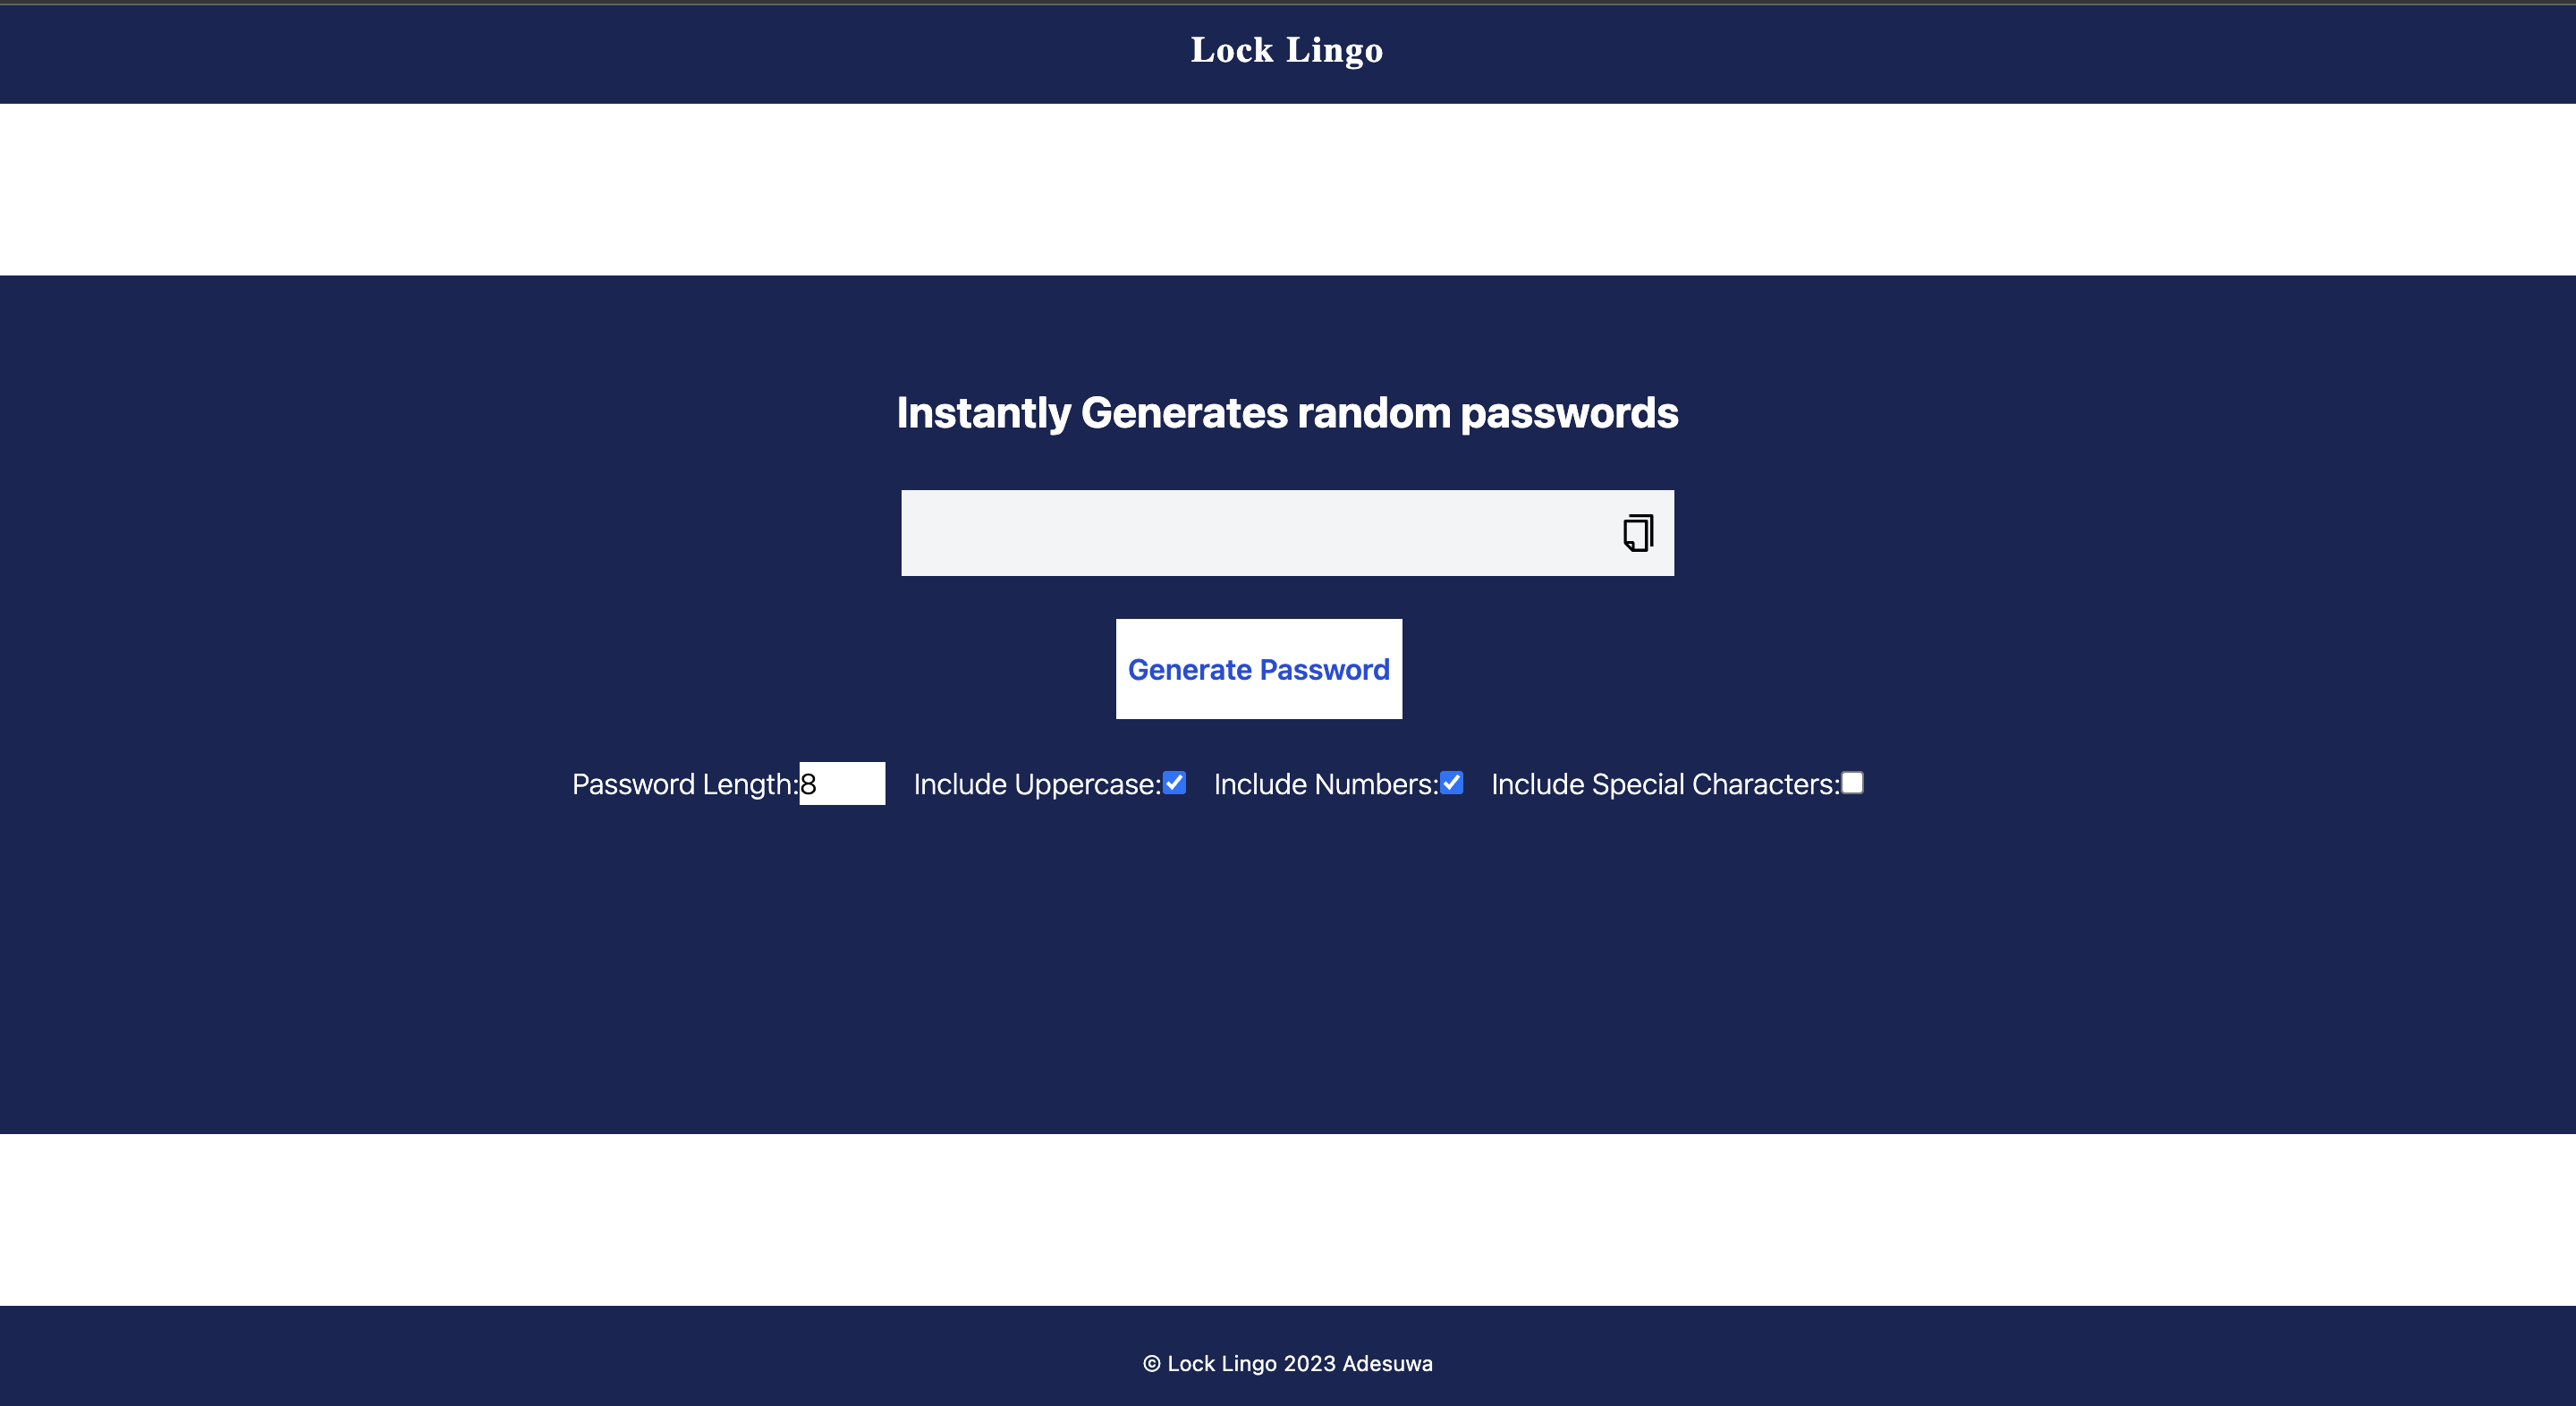 Lock Lingo
Instantly Generates random passwords
Generate Password
Password Length:8 Include Uppercase: Include Numbers: Include Special Characters:
© Lock Lingo 2023 Adesuwa